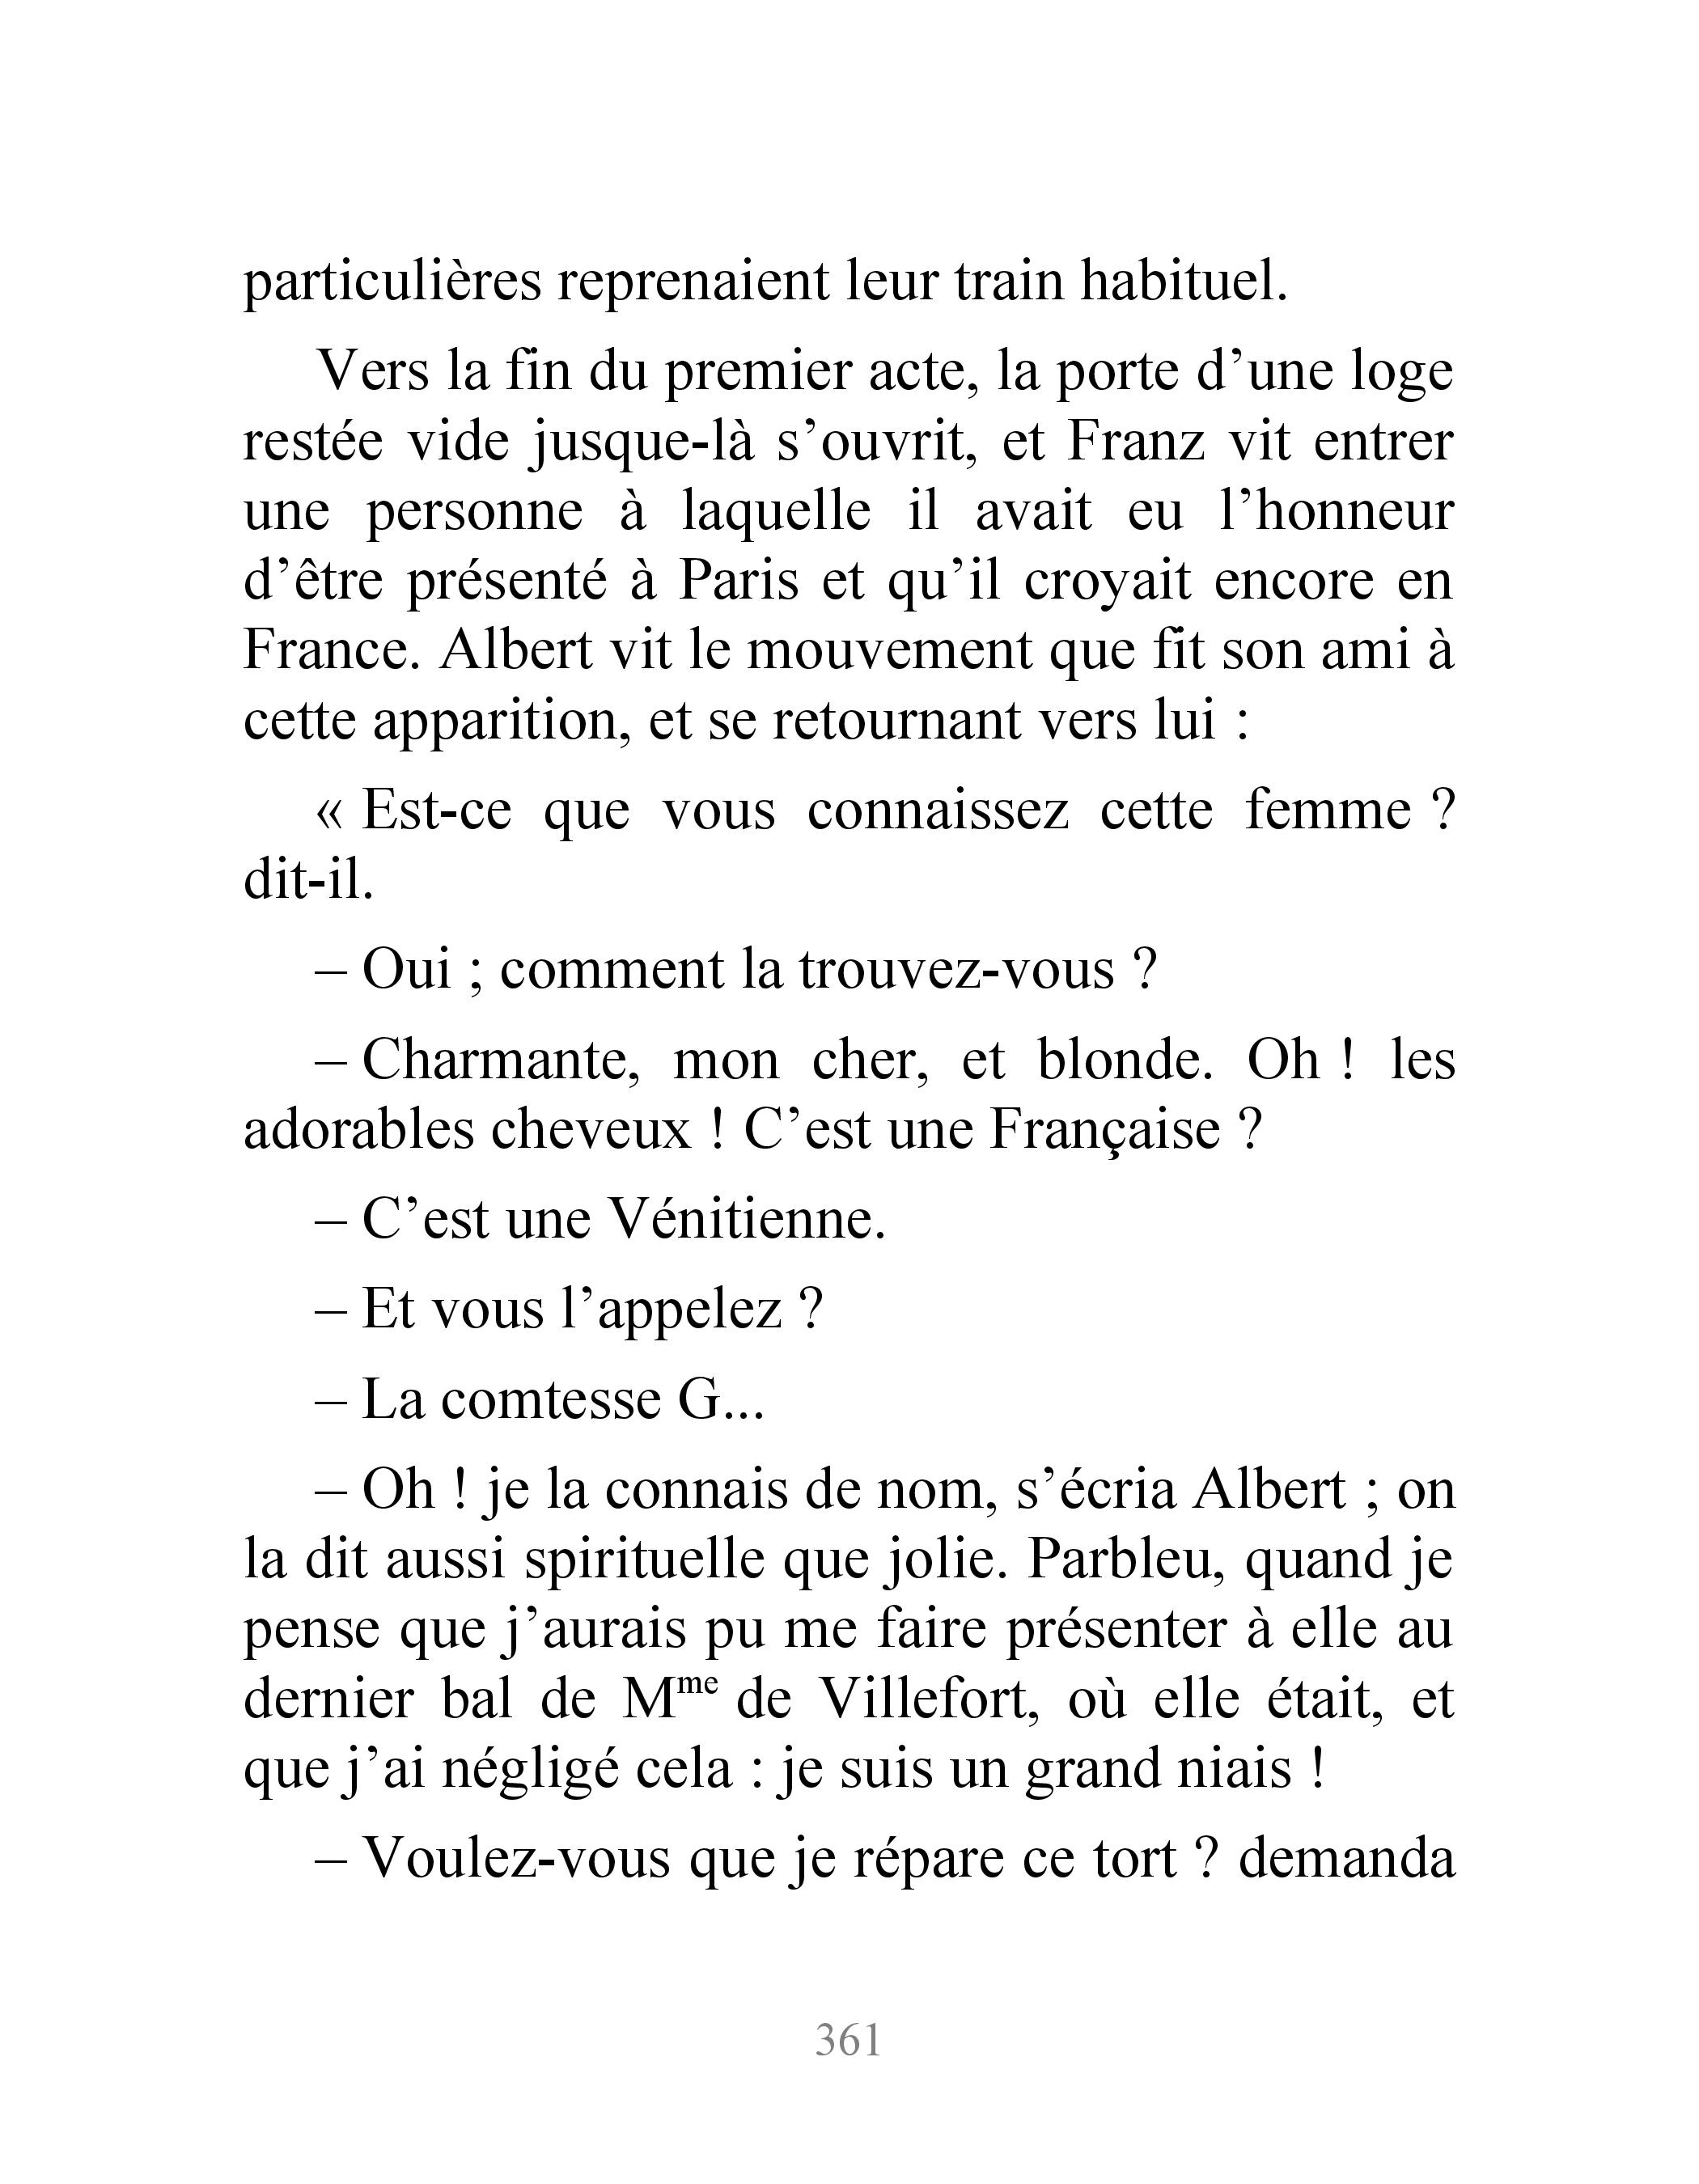 particulières reprenaient leur train habituel.
Vers la fin du premier acte, la porte d’une loge
restée vide jusque-là s’ouvrit, et Franz vit entrer
une personne à laquelle il avait eu l’honneur
d’être présenté à Paris et qu’il croyait encore en
France. Albert vit le mouvement que fit son ami à
cette apparition, et se retournant vers lui :
« Est-ce que vous connaissez cette femme ?
dit-il.
– Oui ; comment la trouvez-vous ?
– Charmante, mon cher, et blonde. Oh ! les
adorables cheveux ! C’est une Française ?
– C’est une Vénitienne.
– Et vous l’appelez ?
– La comtesse G...
– Oh ! je la connais de nom, s’écria Albert ; on
la dit aussi spirituelle que jolie. Parbleu, quand je
pense que j’aurais pu me faire présenter à elle au
dernier bal de Mme de Villefort, où elle était, et
que j’ai négligé cela : je suis un grand niais !
– Voulez-vous que je répare ce tort ? demanda
361